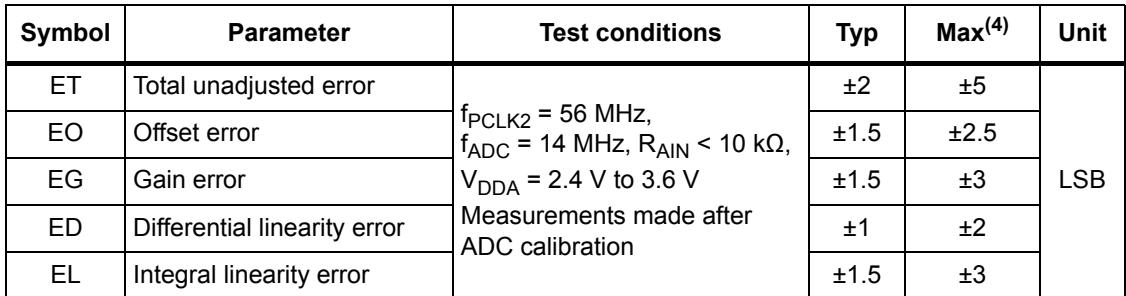 Symbol Parameter Test conditions Typ Max(4) Unit
ET Total unadjusted error ±2 ±5
EO Offset error ±1.5 ±2.5
EG Gain error ±1.5 ±3
ED Differential linearity error ±1 ±2
EL Integral linearity error ±1.5 ±3
fPCLK2 = 56 MHz,
fADC = 14 MHz, RAIN < 10 kΩ,
VDDA = 2.4 V to 3.6 V
Measurements made after
ADC calibration
LSB